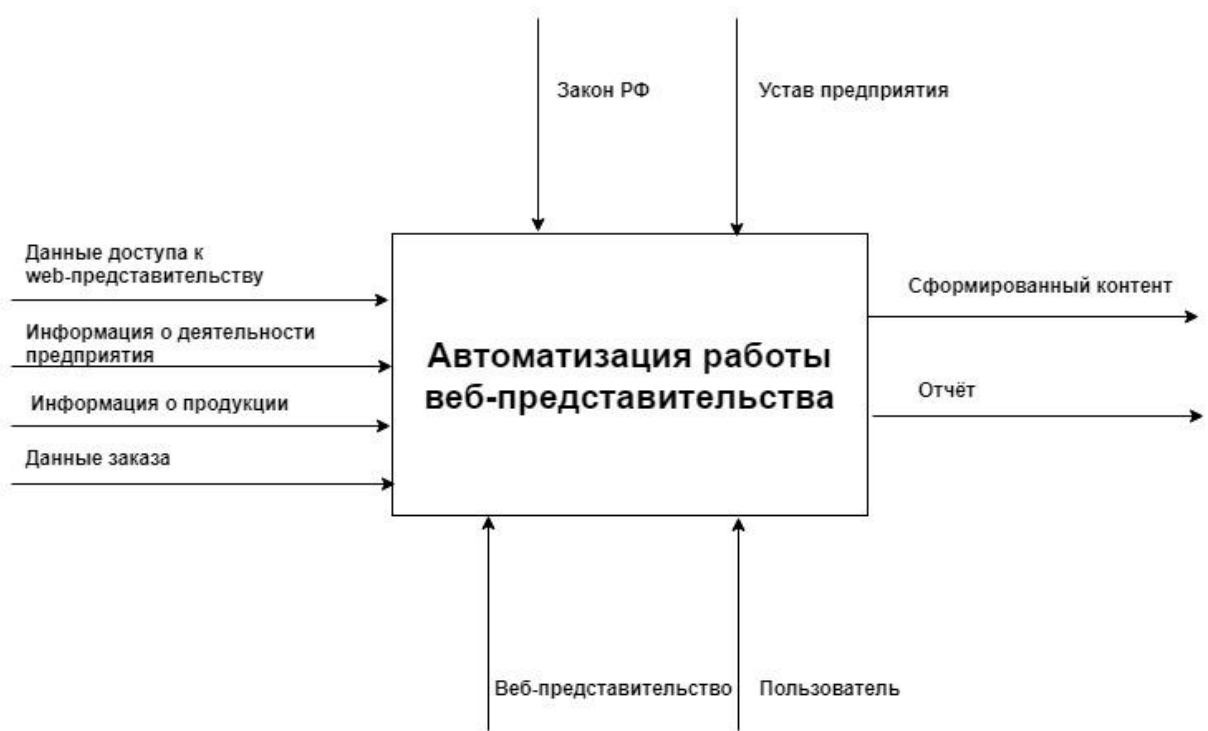 Закон РФ
Устав предприятия
Данные доступа к
web-представительству
Информация о деятельности
предприятия
Информация о продукции
Данные заказа
Автоматизация работы
веб-представительства
Сформированный контент
Отчёт
Веб-представительство
Пользователь